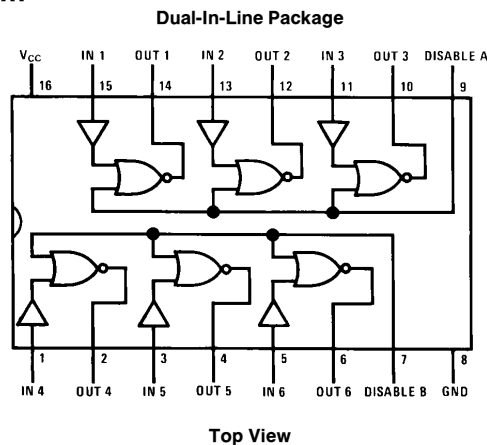 Dual-In-Line Package
VCC IN 1 OUT 1 IN 2 OUT 2 IN 3 OUT 3 DISABLE A
16 15 14 13 12 11 10 9
1 2 3 4 5 6 7 8
IN 4 OUT 4 IN 5 OUT 5 IN 6 OUT 6 DISABLE B GND
Top View